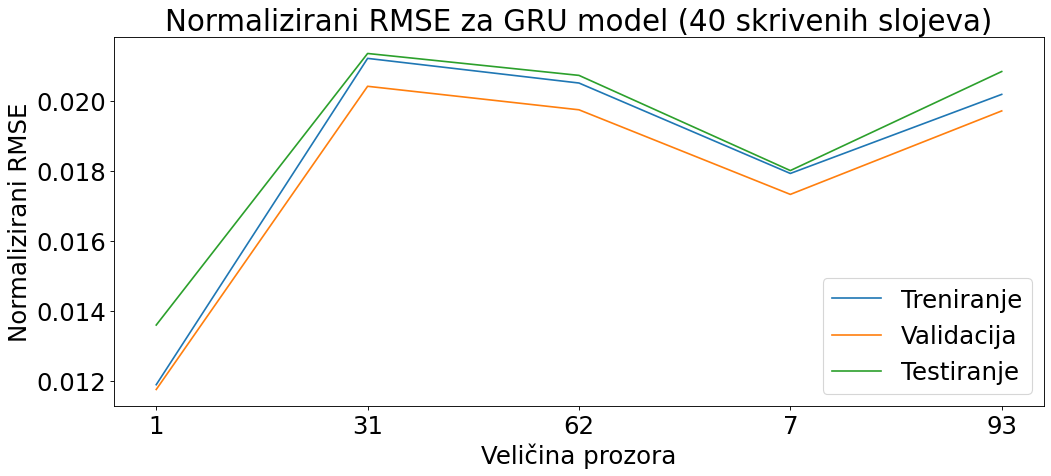 Normalizirani RMSE za GRU model (40 skrivenih slojeva)
Normalizirani RMSE
0.020
0.018
0.016
0.014
0.012
Treniranje
Validacija
Testiranje
1 31 62 7 93
Veličina prozora